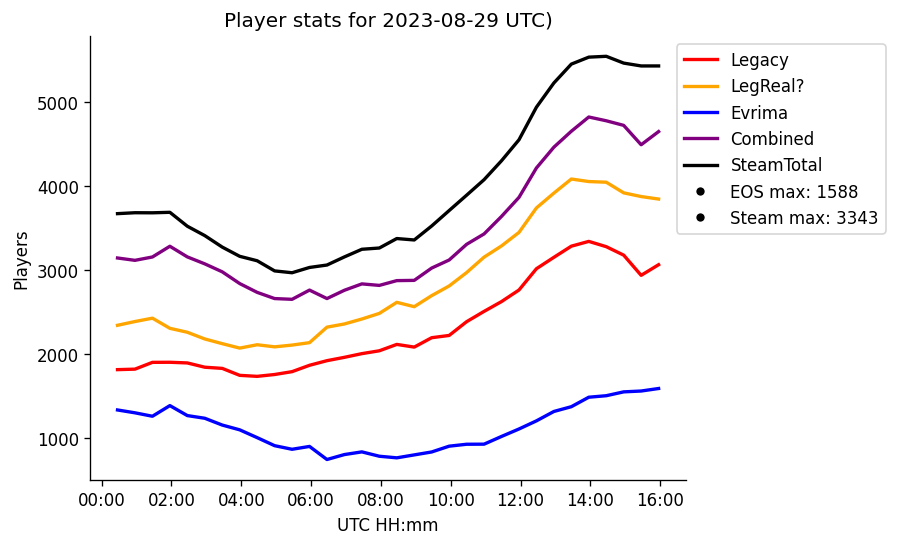 Player stats for 2023-08-29 UTC)
Legacy
LegReal?
Evrima
Combined
SteamTotal
EOS max: 1588
Steam max: 3343
Players
5000
4000
3000
2000
1000
00:00 02:00 04:00 06:00 08:00 10:00 12:00 14:00 16:00
UTC HH:mm